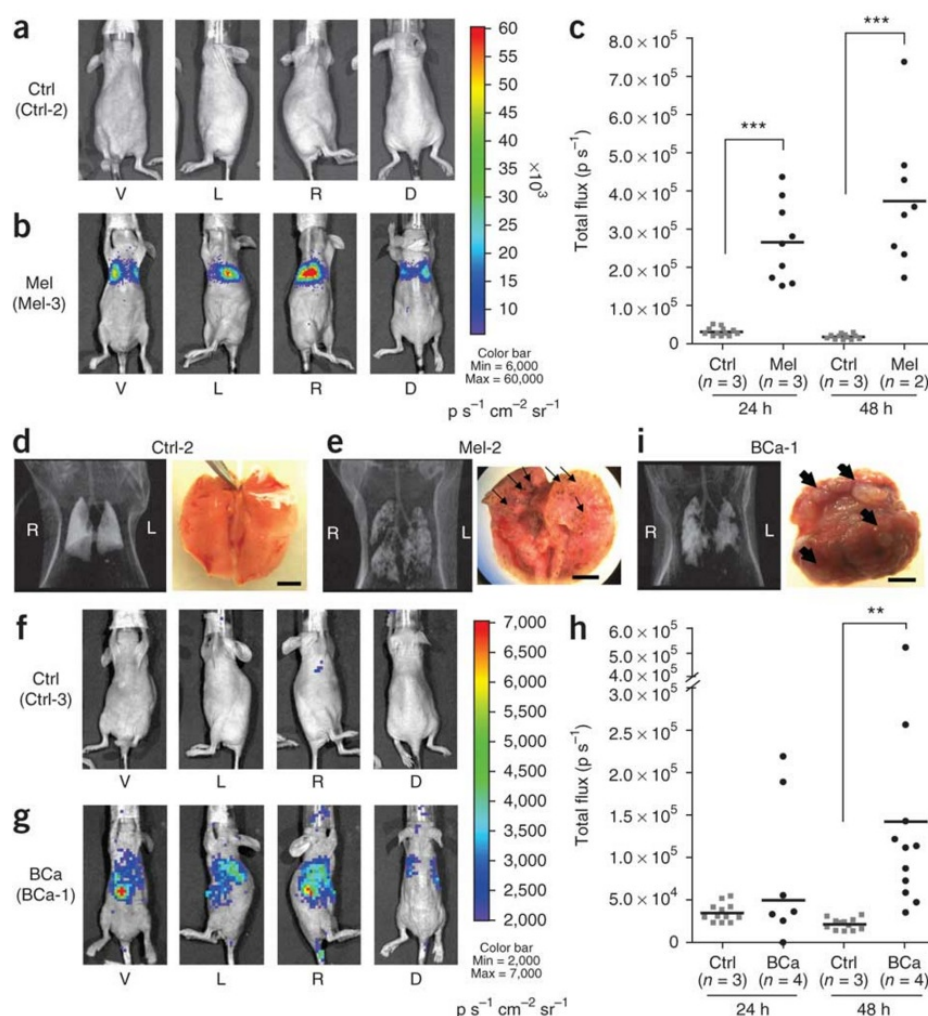 a
Ctrl
(Ctrl-2)
V L R D
b
Mel
(Mel-3)
V L R D
60
55
50
45
40
35
30
25
20
15
10
×10³
Color bar
Min = 6,000
Max = 60,000
p s⁻¹ cm⁻² sr⁻¹
c
Total flux (p s⁻¹)
8.0 × 10⁵
7.0 × 10⁵
6.0 × 10⁵
5.0 × 10⁵
4.0 × 10⁵
3.0 × 10⁵
2.0 × 10⁵
1.0 × 10⁵
0
***
***
Ctrl Mel Ctrl Mel
(n = 3) (n = 3) (n = 3) (n = 2)
24 h 48 h
d Ctrl-2
R L
e Mel-2
R L
i BCa-1
R L
f
Ctrl
(Ctrl-3)
V L R D
g
BCa
(BCa-1)
V L R D
7,000
6,500
6,000
5,500
5,000
4,500
4,000
3,500
3,000
2,500
2,000
Color bar
Min = 2,000
Max = 7,000
p s⁻¹ cm⁻² sr⁻¹
h
Total flux (p s⁻¹)
6.0 × 10⁵
5.0 × 10⁵
4.0 × 10⁵
3.0 × 10⁵
2.0 × 10⁵
1.5 × 10⁵
1.0 × 10⁵
5.0 × 10⁴
0
**
Ctrl BCa Ctrl BCa
(n = 3) (n = 4) (n = 3) (n = 4)
24 h 48 h